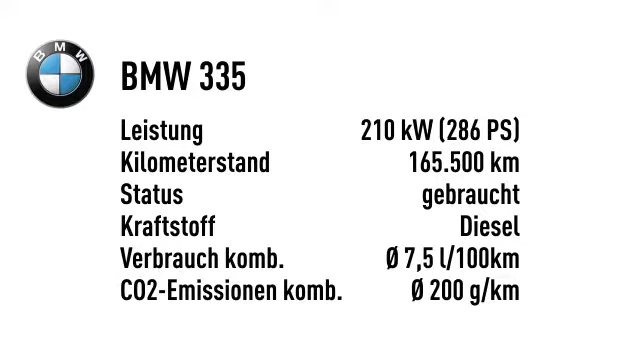 BMW
BMW 335
Leistung 210 kW (286 PS)
Kilometerstand 165.500 km
Status gebraucht
Kraftstoff Diesel
Verbrauch komb. Ø 7,5 l/100km
CO2-Emissionen komb. Ø 200 g/km